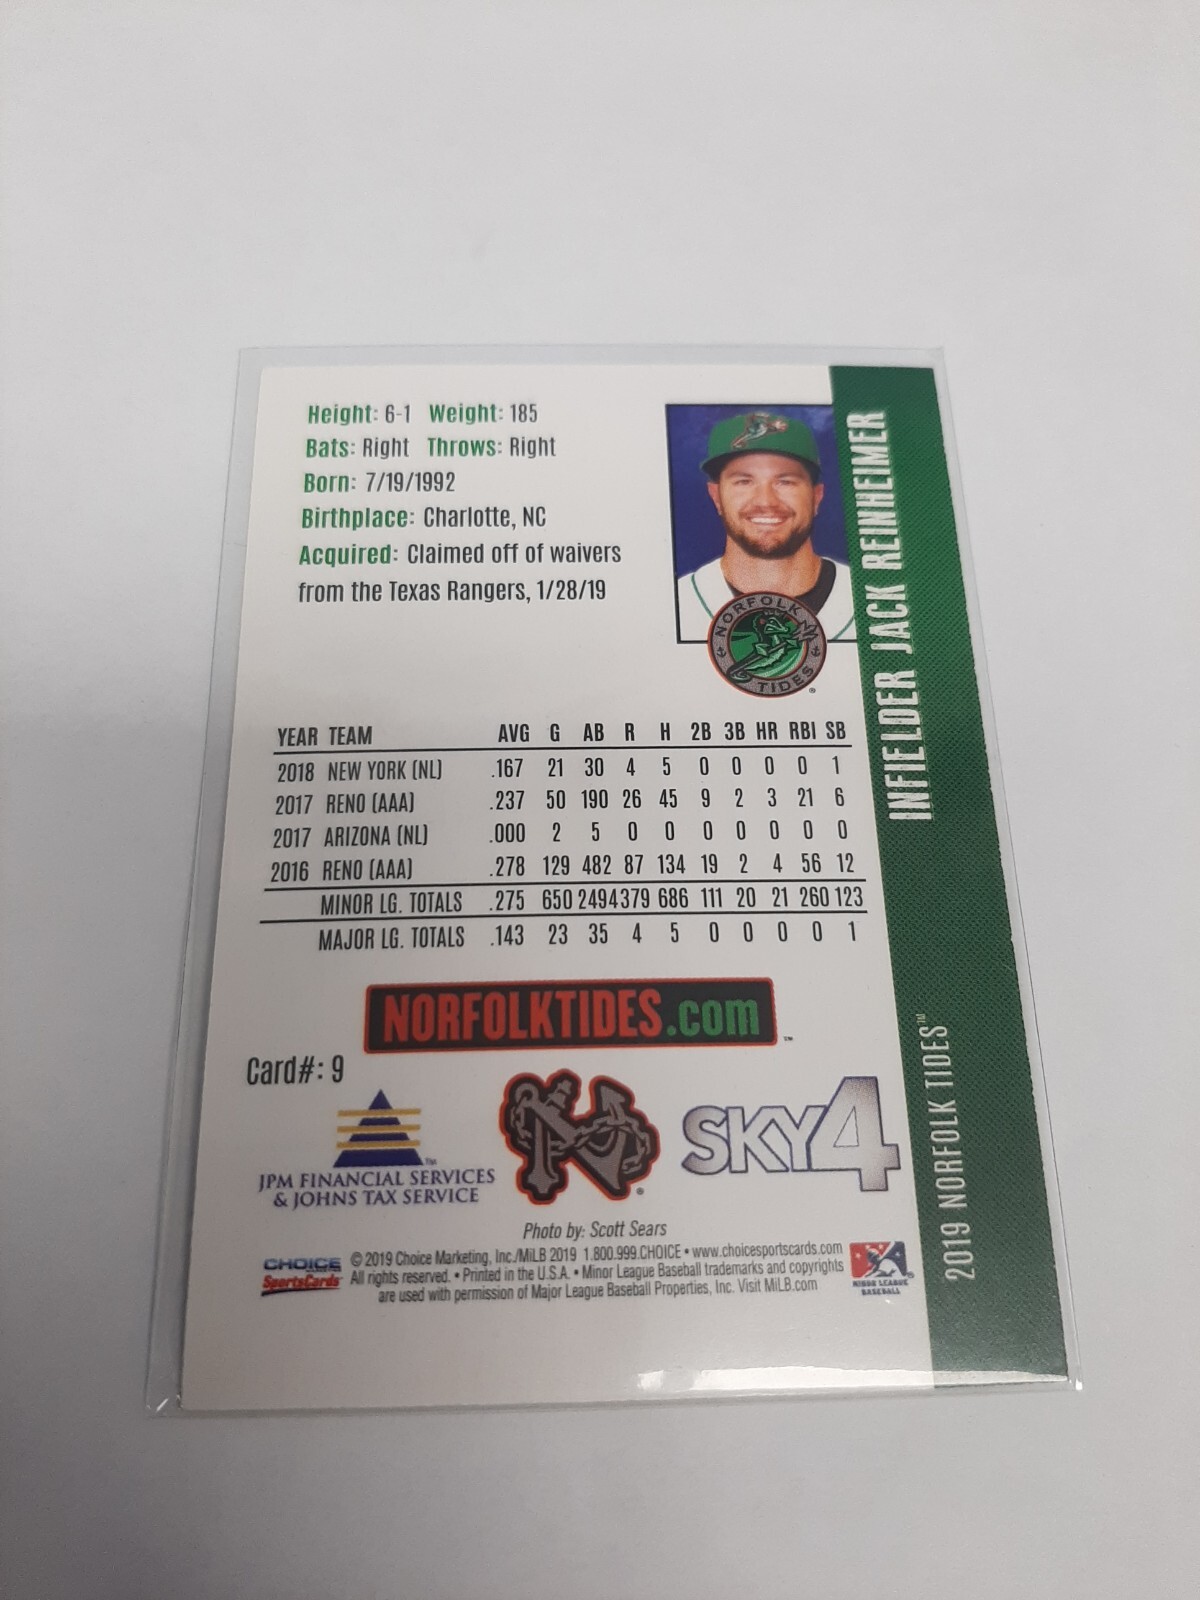 Height: 6-1 Weight: 185
Bats: Right Throws: Right
Born: 7/19/1992
Birthplace: Charlotte, NC
Acquired: Claimed off of waivers
from the Texas Rangers, 1/28/19
NORFOLK
TIDES
INFIELDER JACK REINHEIMER
2019 NORFOLK TIDES™
YEAR TEAM AVG G AB R H 2B 3B HR RBI SB
2018 NEW YORK (NL) .167 21 30 4 5 0 0 0 0 1
2017 RENO (AAA) .237 50 190 26 45 9 2 3 21 6
2017 ARIZONA (NL) .000 2 5 0 0 0 0 0 0 0
2016 RENO (AAA) .278 129 482 87 134 19 2 4 56 12
MINOR LG. TOTALS .275 650 2494 379 686 111 20 21 260 123
MAJOR LG. TOTALS .143 23 35 4 5 0 0 0 0 1
NORFOLKTIDES.com™
Card#: 9
JPM FINANCIAL SERVICES
& JOHNS TAX SERVICE
SKY4
Photo by: Scott Sears
CHOICE
SportsCards
© 2019 Choice Marketing, Inc./MiLB 2019 1.800.999.CHOICE • www.choicesportscards.com
All rights reserved. • Printed in the U.S.A. • Minor League Baseball trademarks and copyrights
are used with permission of Major League Baseball Properties, Inc. Visit MiLB.com
MINOR LEAGUE
BASEBALL